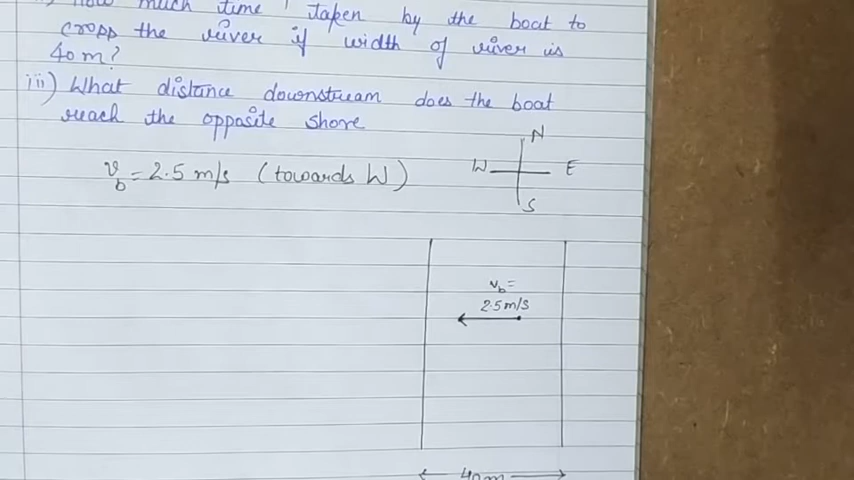 much time taken by the boat to
cropp the river if width of river is
40 m?
iii) What distance downstream does the boat
reach the opposite shore
v_b = 2.5 m/s (towards W)
N
W E
S
v_b =
2.5 m/s
40 m